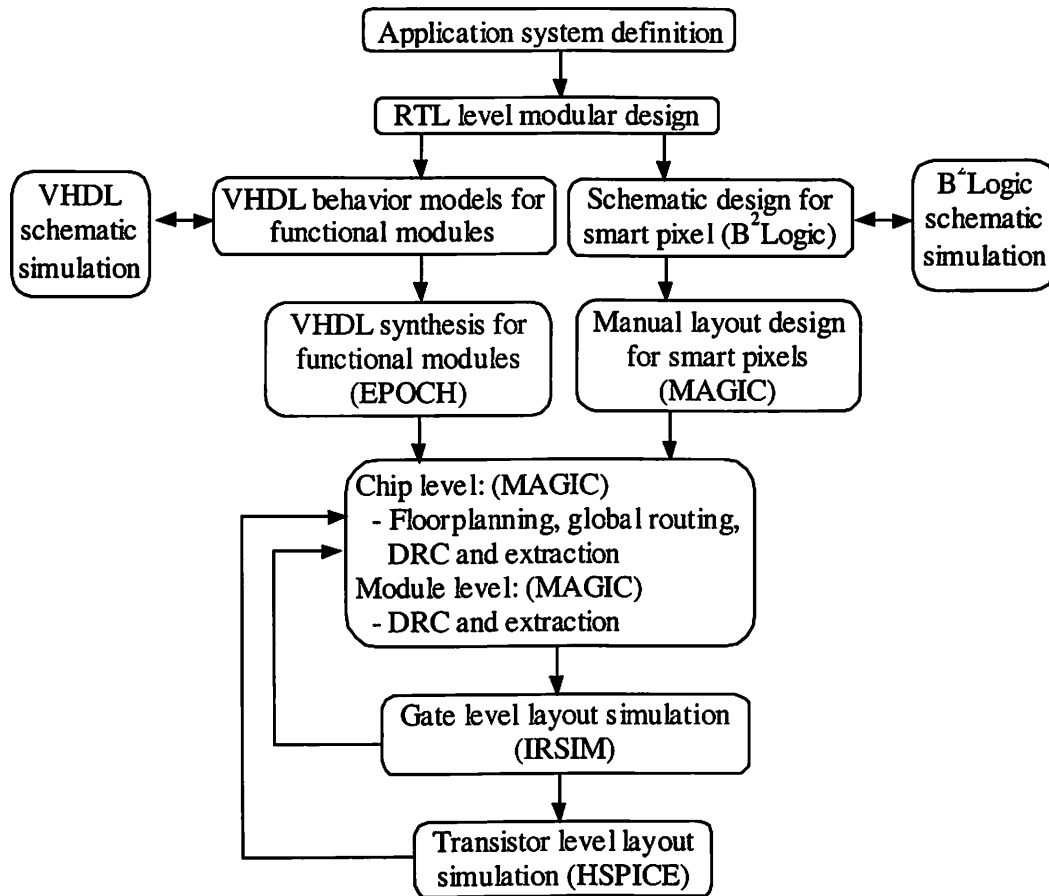 Application system definition
RTL level modular design
VHDL
schematic
simulation
VHDL behavior models for
functional modules
Schematic design for
smart pixel (B²Logic)
B²Logic
schematic
simulation
VHDL synthesis for
functional modules
(EPOCH)
Manual layout design
for smart pixels
(MAGIC)
Chip level: (MAGIC)
- Floorplanning, global routing,
DRC and extraction
Module level: (MAGIC)
- DRC and extraction
Gate level layout simulation
(IRSIM)
Transistor level layout
simulation (HSPICE)